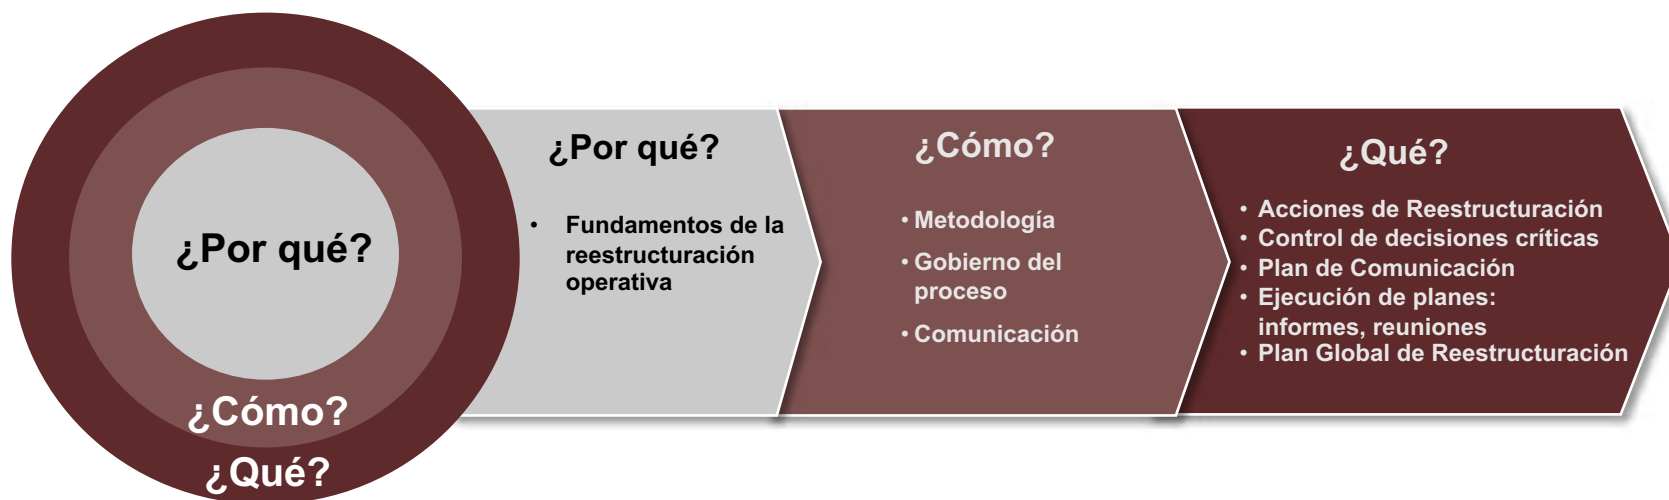 ¿Por qué?
¿Cómo?
¿Qué?
¿Por qué?
• Fundamentos de la
reestructuración
operativa
¿Cómo?
• Metodología
• Gobierno del
proceso
• Comunicación
¿Qué?
• Acciones de Reestructuración
• Control de decisiones críticas
• Plan de Comunicación
• Ejecución de planes:
informes, reuniones
• Plan Global de Reestructuración